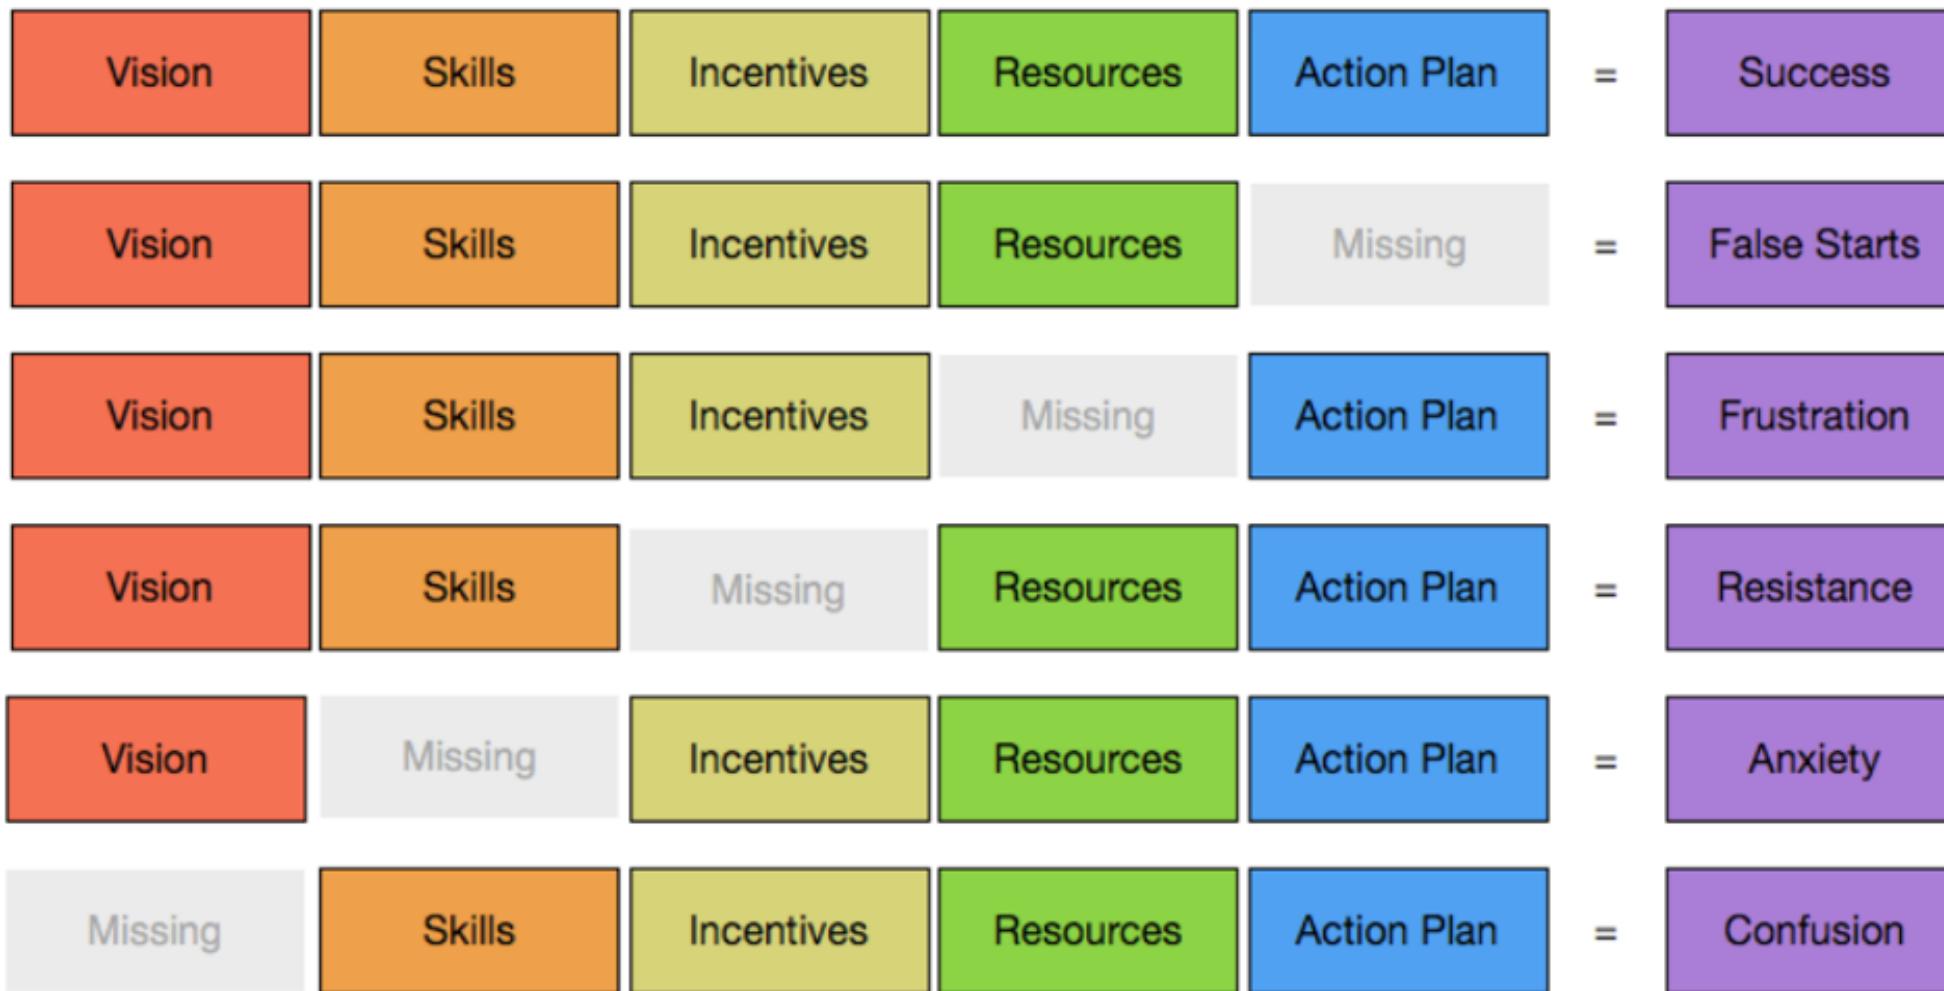 Vision Skills Incentives Resources Action Plan = Success
Vision Skills Incentives Resources Missing = False Starts
Vision Skills Incentives Missing Action Plan = Frustration
Vision Skills Missing Resources Action Plan = Resistance
Vision Missing Incentives Resources Action Plan = Anxiety
Missing Skills Incentives Resources Action Plan = Confusion